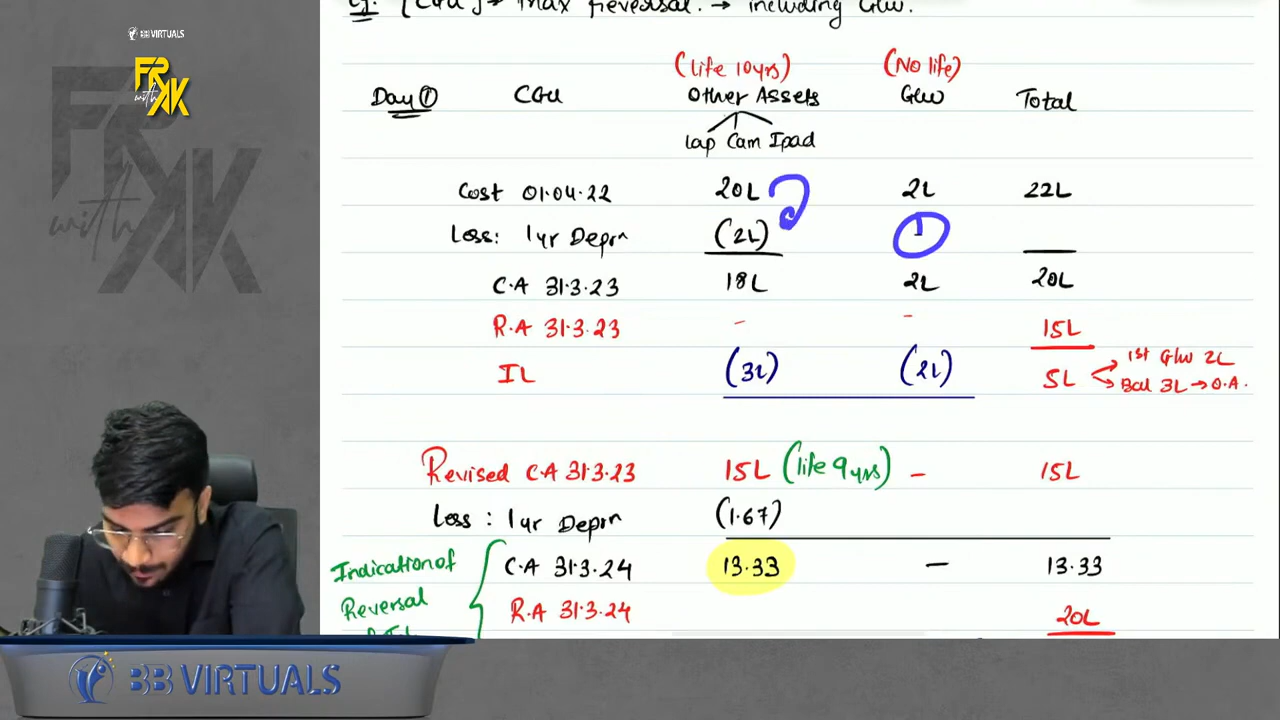 BB VIRTUALS
FR
with
AK
Eg. [CGU] → Max Reversal. → including GW.
(life 10yrs) (No life)
Day ① CGU Other Assets GW Total
Lap Cam Ipad
Cost 01.04.22 20L 2L 22L
Less: 1yr Deprn (2L)
C.A 31.3.23 18L 2L 20L
R.A 31.3.23 - - 15L
IL (3L) (2L) 5L
1st GW 2L
Bal 3L → O.A.
Revised C.A 31.3.23 15L (life 9yrs) - 15L
Less: 1yr Deprn (1.67)
Indication of
Reversal
C.A 31.3.24 13.33 — 13.33
R.A 31.3.24 20L
BB VIRTUALS